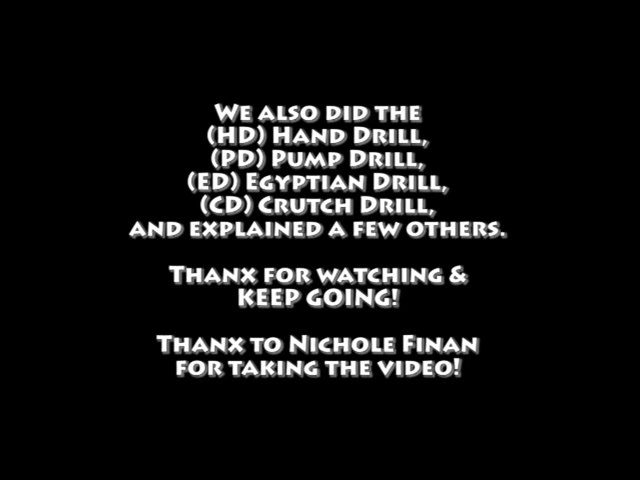 We also did the
(HD) Hand Drill,
(PD) Pump Drill,
(ED) Egyptian Drill,
(CD) Crutch Drill,
and explained a few others.
Thanx for watching &
KEEP GOING!
Thanx to Nichole Finan
for taking the video!